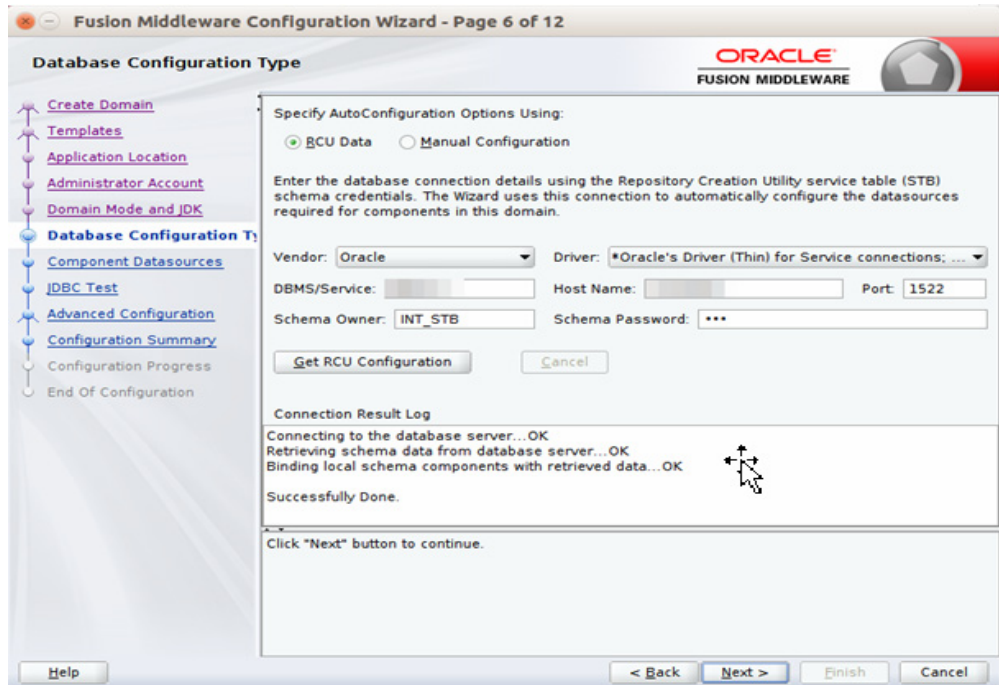 Fusion Middleware Configuration Wizard - Page 6 of 12
Database Configuration Type
ORACLE
FUSION MIDDLEWARE
Create Domain
Templates
Application Location
Administrator Account
Domain Mode and JDK
Database Configuration Ty
Component Datasources
JDBC Test
Advanced Configuration
Configuration Summary
Configuration Progress
End Of Configuration
Specify AutoConfiguration Options Using:
RCU Data Manual Configuration
Enter the database connection details using the Repository Creation Utility service table (STB)
schema credentials. The Wizard uses this connection to automatically configure the datasources
required for components in this domain.
Vendor: Oracle Driver: *Oracle's Driver (Thin) for Service connections; ...
DBMS/Service: Host Name: Port: 1522
Schema Owner: INT_STB Schema Password: •••
Get RCU Configuration Cancel
Connection Result Log
Connecting to the database server...OK
Retrieving schema data from database server...OK
Binding local schema components with retrieved data...OK
Successfully Done.
Click "Next" button to continue.
Help < Back Next > Finish Cancel